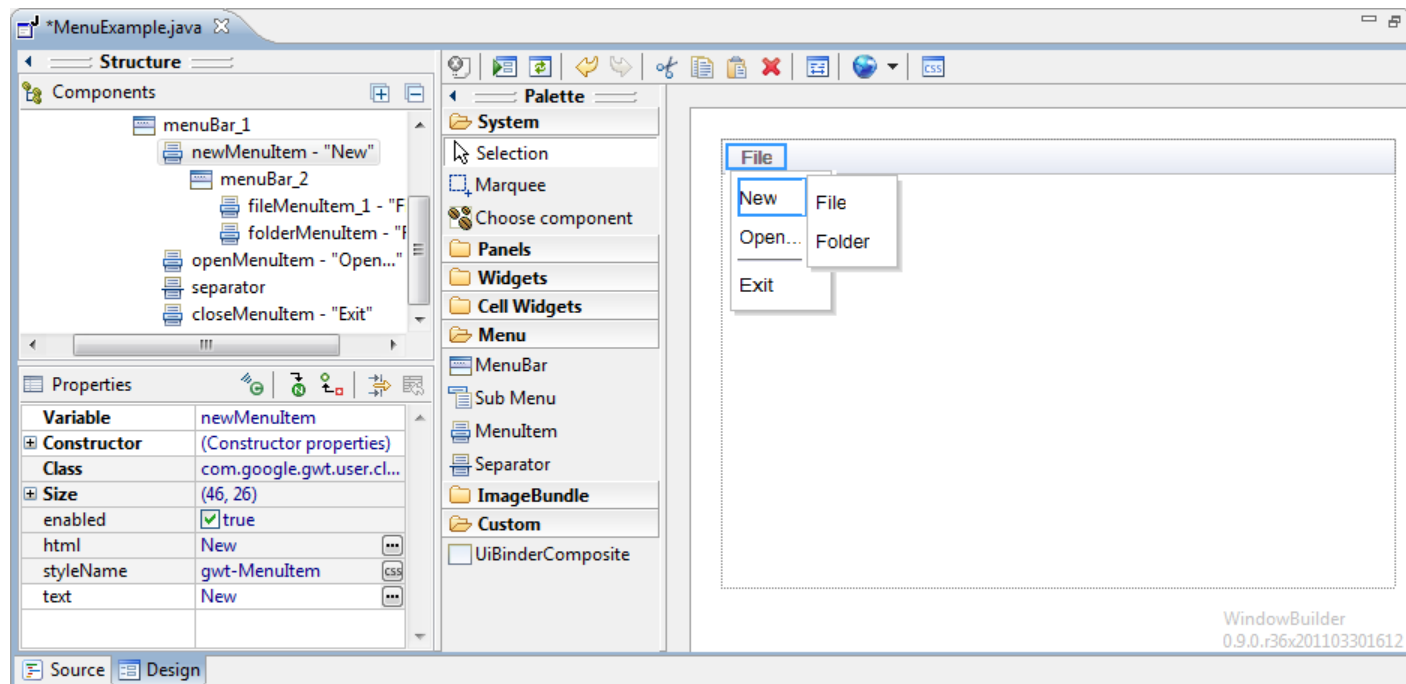 *MenuExample.java
Structure
Components
menuBar_1
newMenuItem - "New"
menuBar_2
fileMenuItem_1 - "F
folderMenuItem - "F
openMenuItem - "Open..."
separator
closeMenuItem - "Exit"
Properties
Variable newMenuItem
Constructor (Constructor properties)
Class com.google.gwt.user.cl...
Size (46, 26)
enabled true
html New
styleName gwt-MenuItem css
text New
Source Design
css
Palette
System
Selection
Marquee
Choose component
Panels
Widgets
Cell Widgets
Menu
MenuBar
Sub Menu
MenuItem
Separator
ImageBundle
Custom
UiBinderComposite
File
New
Open...
Exit
File
Folder
WindowBuilder
0.9.0.r36x201103301612